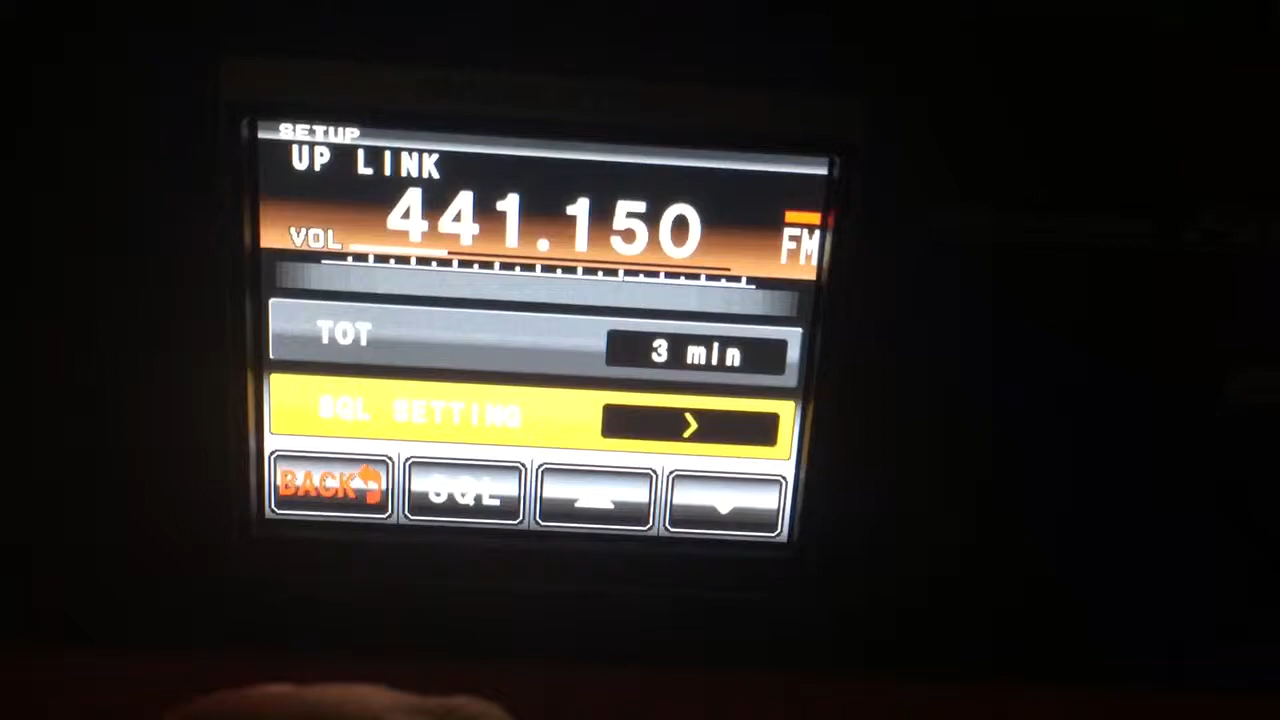 SETUP
UP LINK
441.150
VOL
FM
TOT
3 min
SQL SETTING
>
BACK
SQL